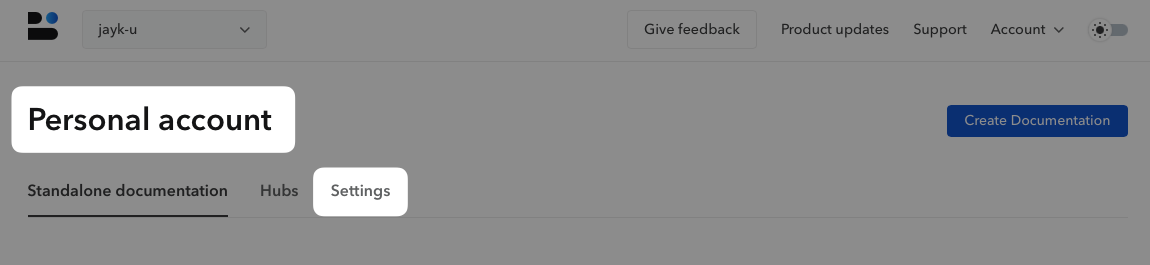 jayk-u Give feedback Product updates Support Account
Personal account
Create Documentation
Standalone documentation Hubs Settings